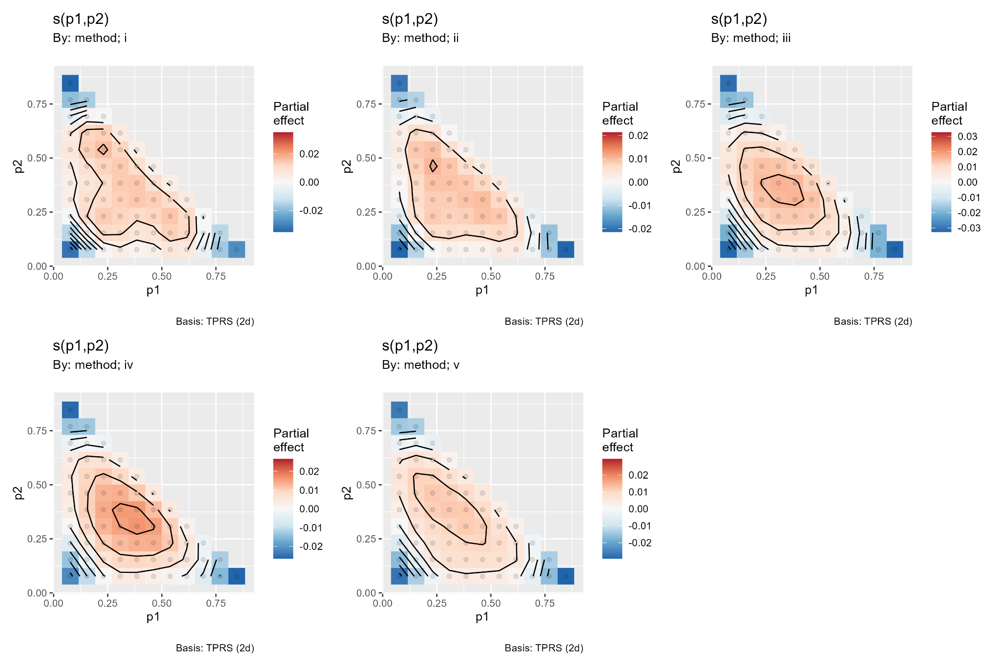 s(p1,p2)
By: method; i
p2
0.75
0.50
0.25
0.00
0.00
0.25
0.50
0.75
p1
Partial
effect
0.02
0.00
-0.02
Basis: TPRS (2d)
s(p1,p2)
By: method; ii
p2
0.75
0.50
0.25
0.00
0.00
0.25
0.50
0.75
p1
Partial
effect
0.02
0.01
0.00
-0.01
-0.02
Basis: TPRS (2d)
s(p1,p2)
By: method; iii
p2
0.75
0.50
0.25
0.00
0.00
0.25
0.50
0.75
p1
Partial
effect
0.03
0.02
0.01
0.00
-0.01
-0.02
-0.03
Basis: TPRS (2d)
s(p1,p2)
By: method; iv
p2
0.75
0.50
0.25
0.00
0.00
0.25
0.50
0.75
p1
Partial
effect
0.02
0.01
0.00
-0.01
-0.02
Basis: TPRS (2d)
s(p1,p2)
By: method; v
p2
0.75
0.50
0.25
0.00
0.00
0.25
0.50
0.75
p1
Partial
effect
0.02
0.01
0.00
-0.01
-0.02
Basis: TPRS (2d)